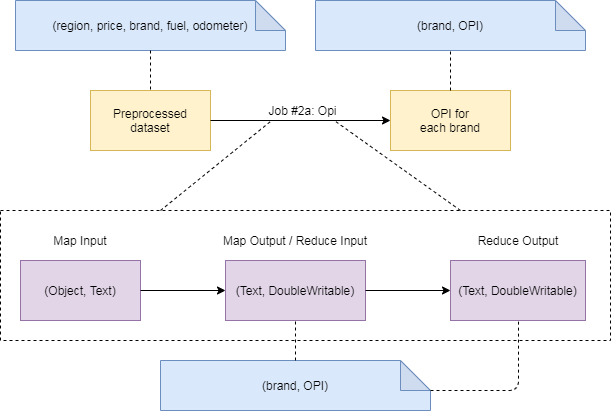 (region, price, brand, fuel, odometer)
(brand, OPI)
Preprocessed
dataset
Job #2a: Opi
OPI for
each brand
Map Input
Map Output / Reduce Input
Reduce Output
(Object, Text)
(Text, DoubleWritable)
(Text, DoubleWritable)
(brand, OPI)